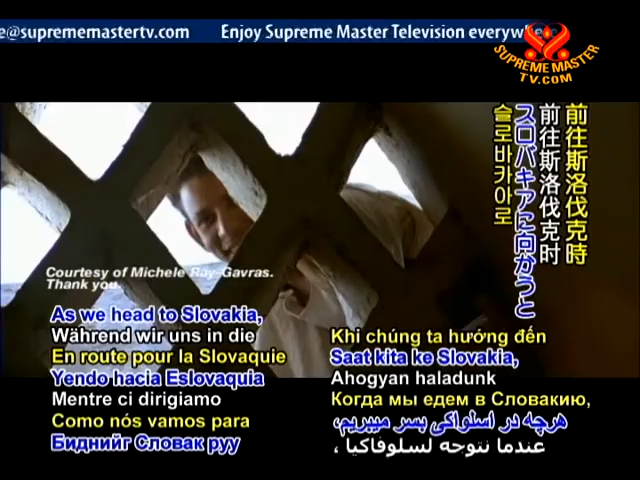 e@suprememastertv.com Enjoy Supreme Master Television everywhere
SUPREME MASTER
TV.COM
前往斯洛伐克時
前往斯洛伐克时
スロバキアに向かうと
슬로바키아로
Courtesy of Michele Ray-Gavras.
Thank you.
As we head to Slovakia,
Während wir uns in die
En route pour la Slovaquie
Yendo hacia Eslovaquia
Mentre ci dirigiamo
Como nós vamos para
Биднийг Словак руу
Khi chúng ta hướng đến
Saat kita ke Slovakia,
Ahogyan haladunk
Когда мы едем в Словакию,
هرچه در اسلواکی بسر میبریم،
عندما نتوجه لسلوفاكيا ،